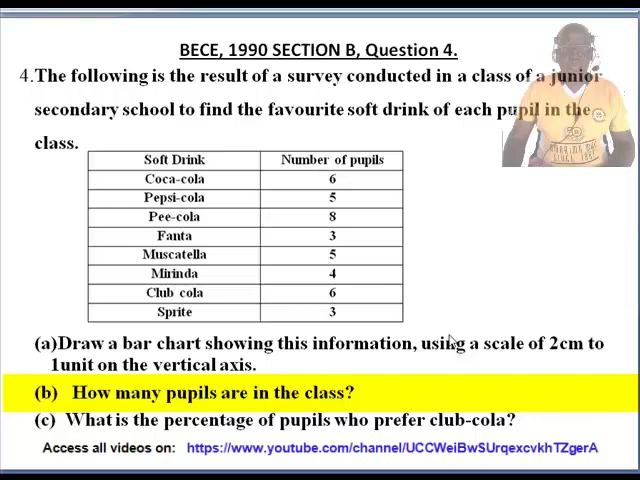 BECE, 1990 SECTION B, Question 4.
4.The following is the result of a survey conducted in a class of a junior
secondary school to find the favourite soft drink of each pupil in the
class.
Soft Drink Number of pupils
Coca-cola 6
Pepsi-cola 5
Pee-cola 8
Fanta 3
Muscatella 5
Mirinda 4
Club cola 6
Sprite 3
(a)Draw a bar chart showing this information, using a scale of 2cm to
1unit on the vertical axis.
(b) How many pupils are in the class?
(c) What is the percentage of pupils who prefer club-cola?
Access all videos on: https://www.youtube.com/channel/UCCWeiBwSUrqexcvkhTZgerA